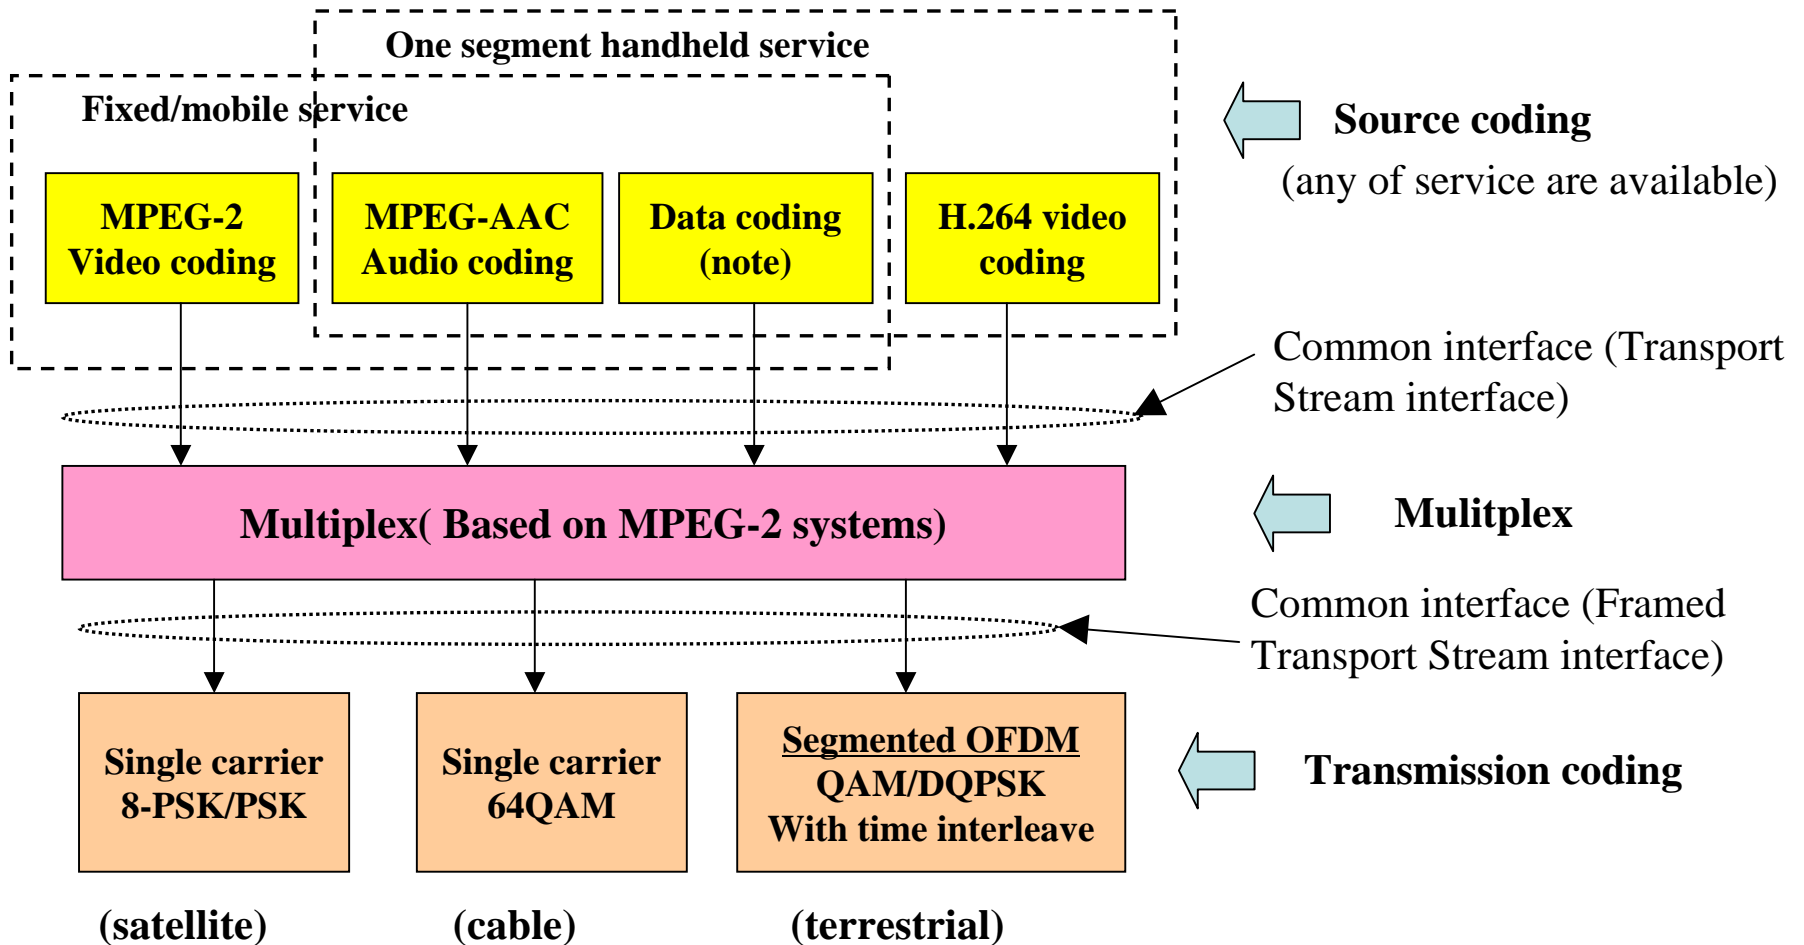 One segment handheld service
Fixed/mobile service
Source coding
(any of service are available)
MPEG-2
Video coding
MPEG-AAC
Audio coding
Data coding
(note)
H.264 video
coding
Common interface (Transport
Stream interface)
Multiplex( Based on MPEG-2 systems)
Mulitplex
Common interface (Framed
Transport Stream interface)
Single carrier
8-PSK/PSK
Single carrier
64QAM
Segmented OFDM
QAM/DQPSK
With time interleave
Transmission coding
(satellite)
(cable)
(terrestrial)